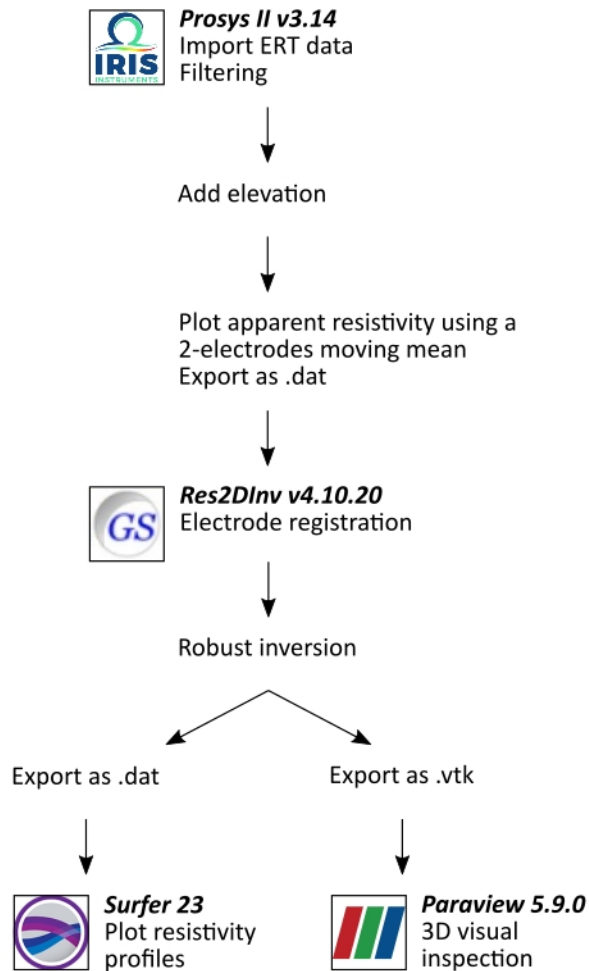 Prosys II v3.14
Import ERT data
Filtering
IRIS
INSTRUMENTS
Add elevation
Plot apparent resistivity using a
2-electrodes moving mean
Export as .dat
Res2DInv v4.10.20
Electrode registration
GS
Robust inversion
Export as .dat
Export as .vtk
Surfer 23
Plot resistivity
profiles
Paraview 5.9.0
3D visual
inspection